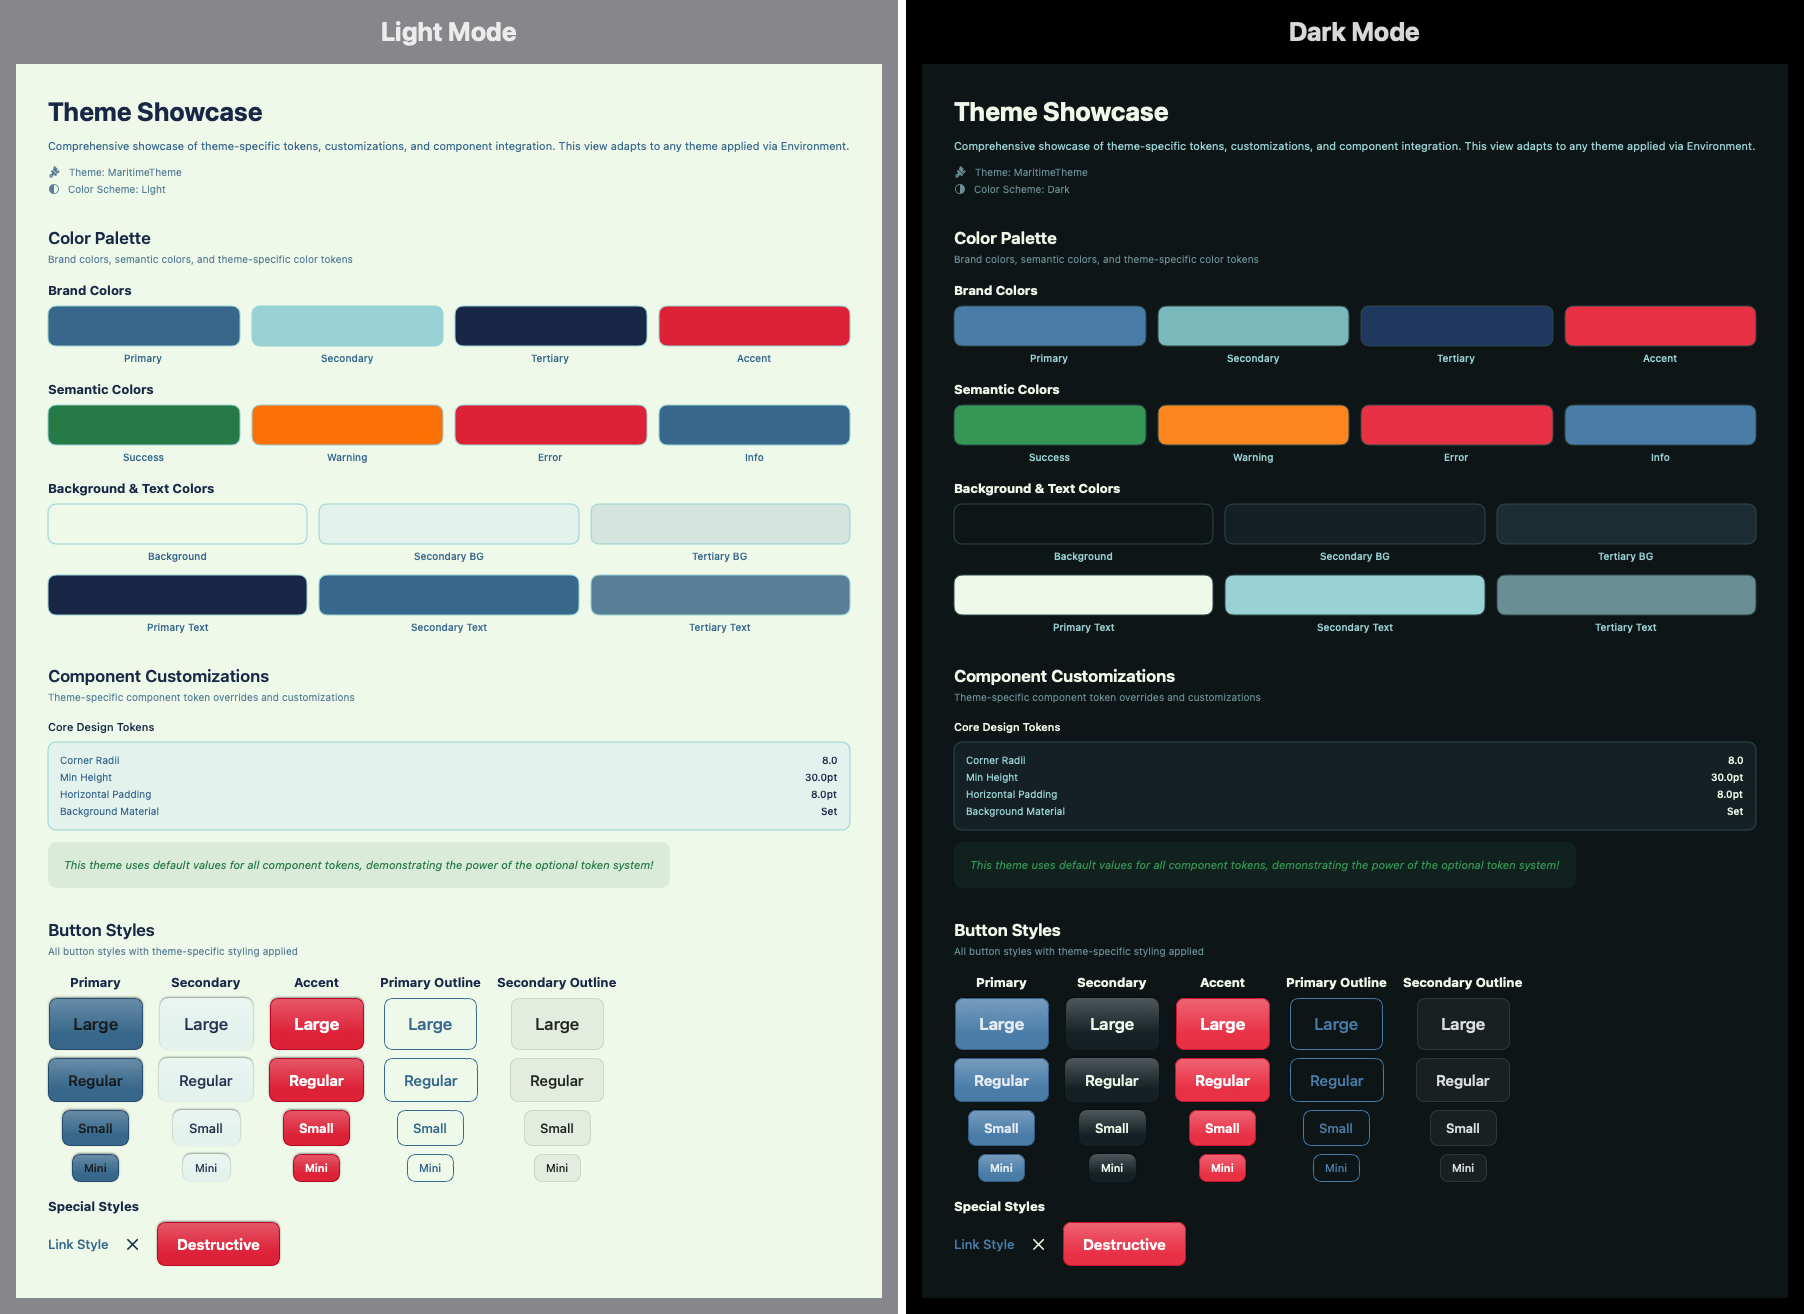 Light Mode
Theme Showcase
Comprehensive showcase of theme-specific tokens, customizations, and component integration. This view adapts to any theme applied via Environment.
Theme: MaritimeTheme
Color Scheme: Light
Color Palette
Brand colors, semantic colors, and theme-specific color tokens
Brand Colors
Primary Secondary Tertiary Accent
Semantic Colors
Success Warning Error Info
Background & Text Colors
Background Secondary BG Tertiary BG
Primary Text Secondary Text Tertiary Text
Component Customizations
Theme-specific component token overrides and customizations
Core Design Tokens
Corner Radii 8.0
Min Height 30.0pt
Horizontal Padding 8.0pt
Background Material Set
This theme uses default values for all component tokens, demonstrating the power of the optional token system!
Button Styles
All button styles with theme-specific styling applied
Primary Secondary Accent Primary Outline Secondary Outline
Large Large Large Large Large
Regular Regular Regular Regular Regular
Small Small Small Small Small
Mini Mini Mini Mini Mini
Special Styles
Link Style Destructive
Dark Mode
Theme Showcase
Comprehensive showcase of theme-specific tokens, customizations, and component integration. This view adapts to any theme applied via Environment.
Theme: MaritimeTheme
Color Scheme: Dark
Color Palette
Brand colors, semantic colors, and theme-specific color tokens
Brand Colors
Primary Secondary Tertiary Accent
Semantic Colors
Success Warning Error Info
Background & Text Colors
Background Secondary BG Tertiary BG
Primary Text Secondary Text Tertiary Text
Component Customizations
Theme-specific component token overrides and customizations
Core Design Tokens
Corner Radii 8.0
Min Height 30.0pt
Horizontal Padding 8.0pt
Background Material Set
This theme uses default values for all component tokens, demonstrating the power of the optional token system!
Button Styles
All button styles with theme-specific styling applied
Primary Secondary Accent Primary Outline Secondary Outline
Large Large Large Large Large
Regular Regular Regular Regular Regular
Small Small Small Small Small
Mini Mini Mini Mini Mini
Special Styles
Link Style Destructive